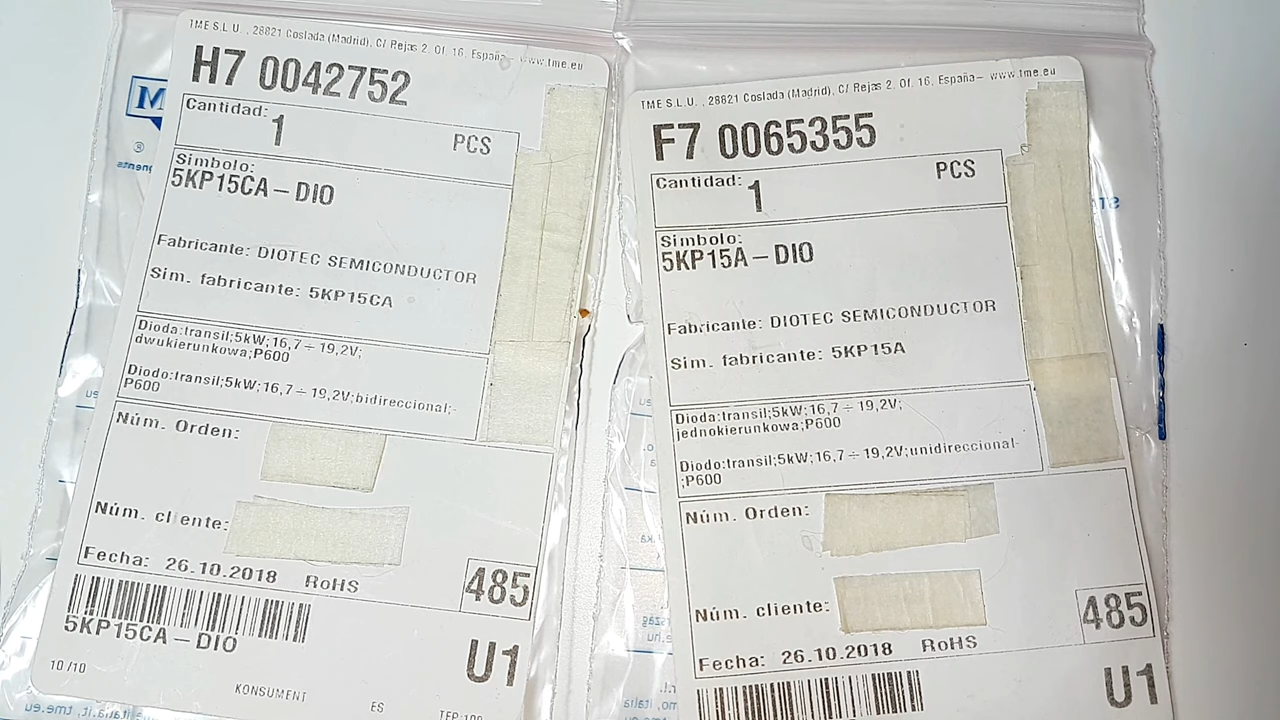 TME S.L.U. , 28821 Coslada (Madrid), C/ Rejas 2. Of. 16, España- www.tme.eu
H7 0042752
Cantidad:
1 PCS
Símbolo:
5KP15CA-DIO
Fabricante: DIOTEC SEMICONDUCTOR
Sím. fabricante: 5KP15CA
Dioda:transil;5kW;16,7÷19,2V;
dwukierunkowa;P600
Diodo:transil;5kW;16,7÷19,2V;bidireccional;-
P600
Núm. Orden:
Núm. cliente:
Fecha: 26.10.2018 RoHS
485
5KP15CA-DIO
U1
10/10
KONSUMENT
ES
TME S.L.U. , 28821 Coslada (Madrid), C/ Rejas 2. Of. 16, España- www.tme.eu
F7 0065355
Cantidad:
1 PCS
Símbolo:
5KP15A-DIO
Fabricante: DIOTEC SEMICONDUCTOR
Sím. fabricante: 5KP15A
Dioda:transil;5kW;16,7÷19,2V;
jednokierunkowa;P600
Diodo:transil;5kW;16,7÷19,2V;unidireccional-
;P600
Núm. Orden:
Núm. cliente:
Fecha: 26.10.2018 RoHS
485
U1